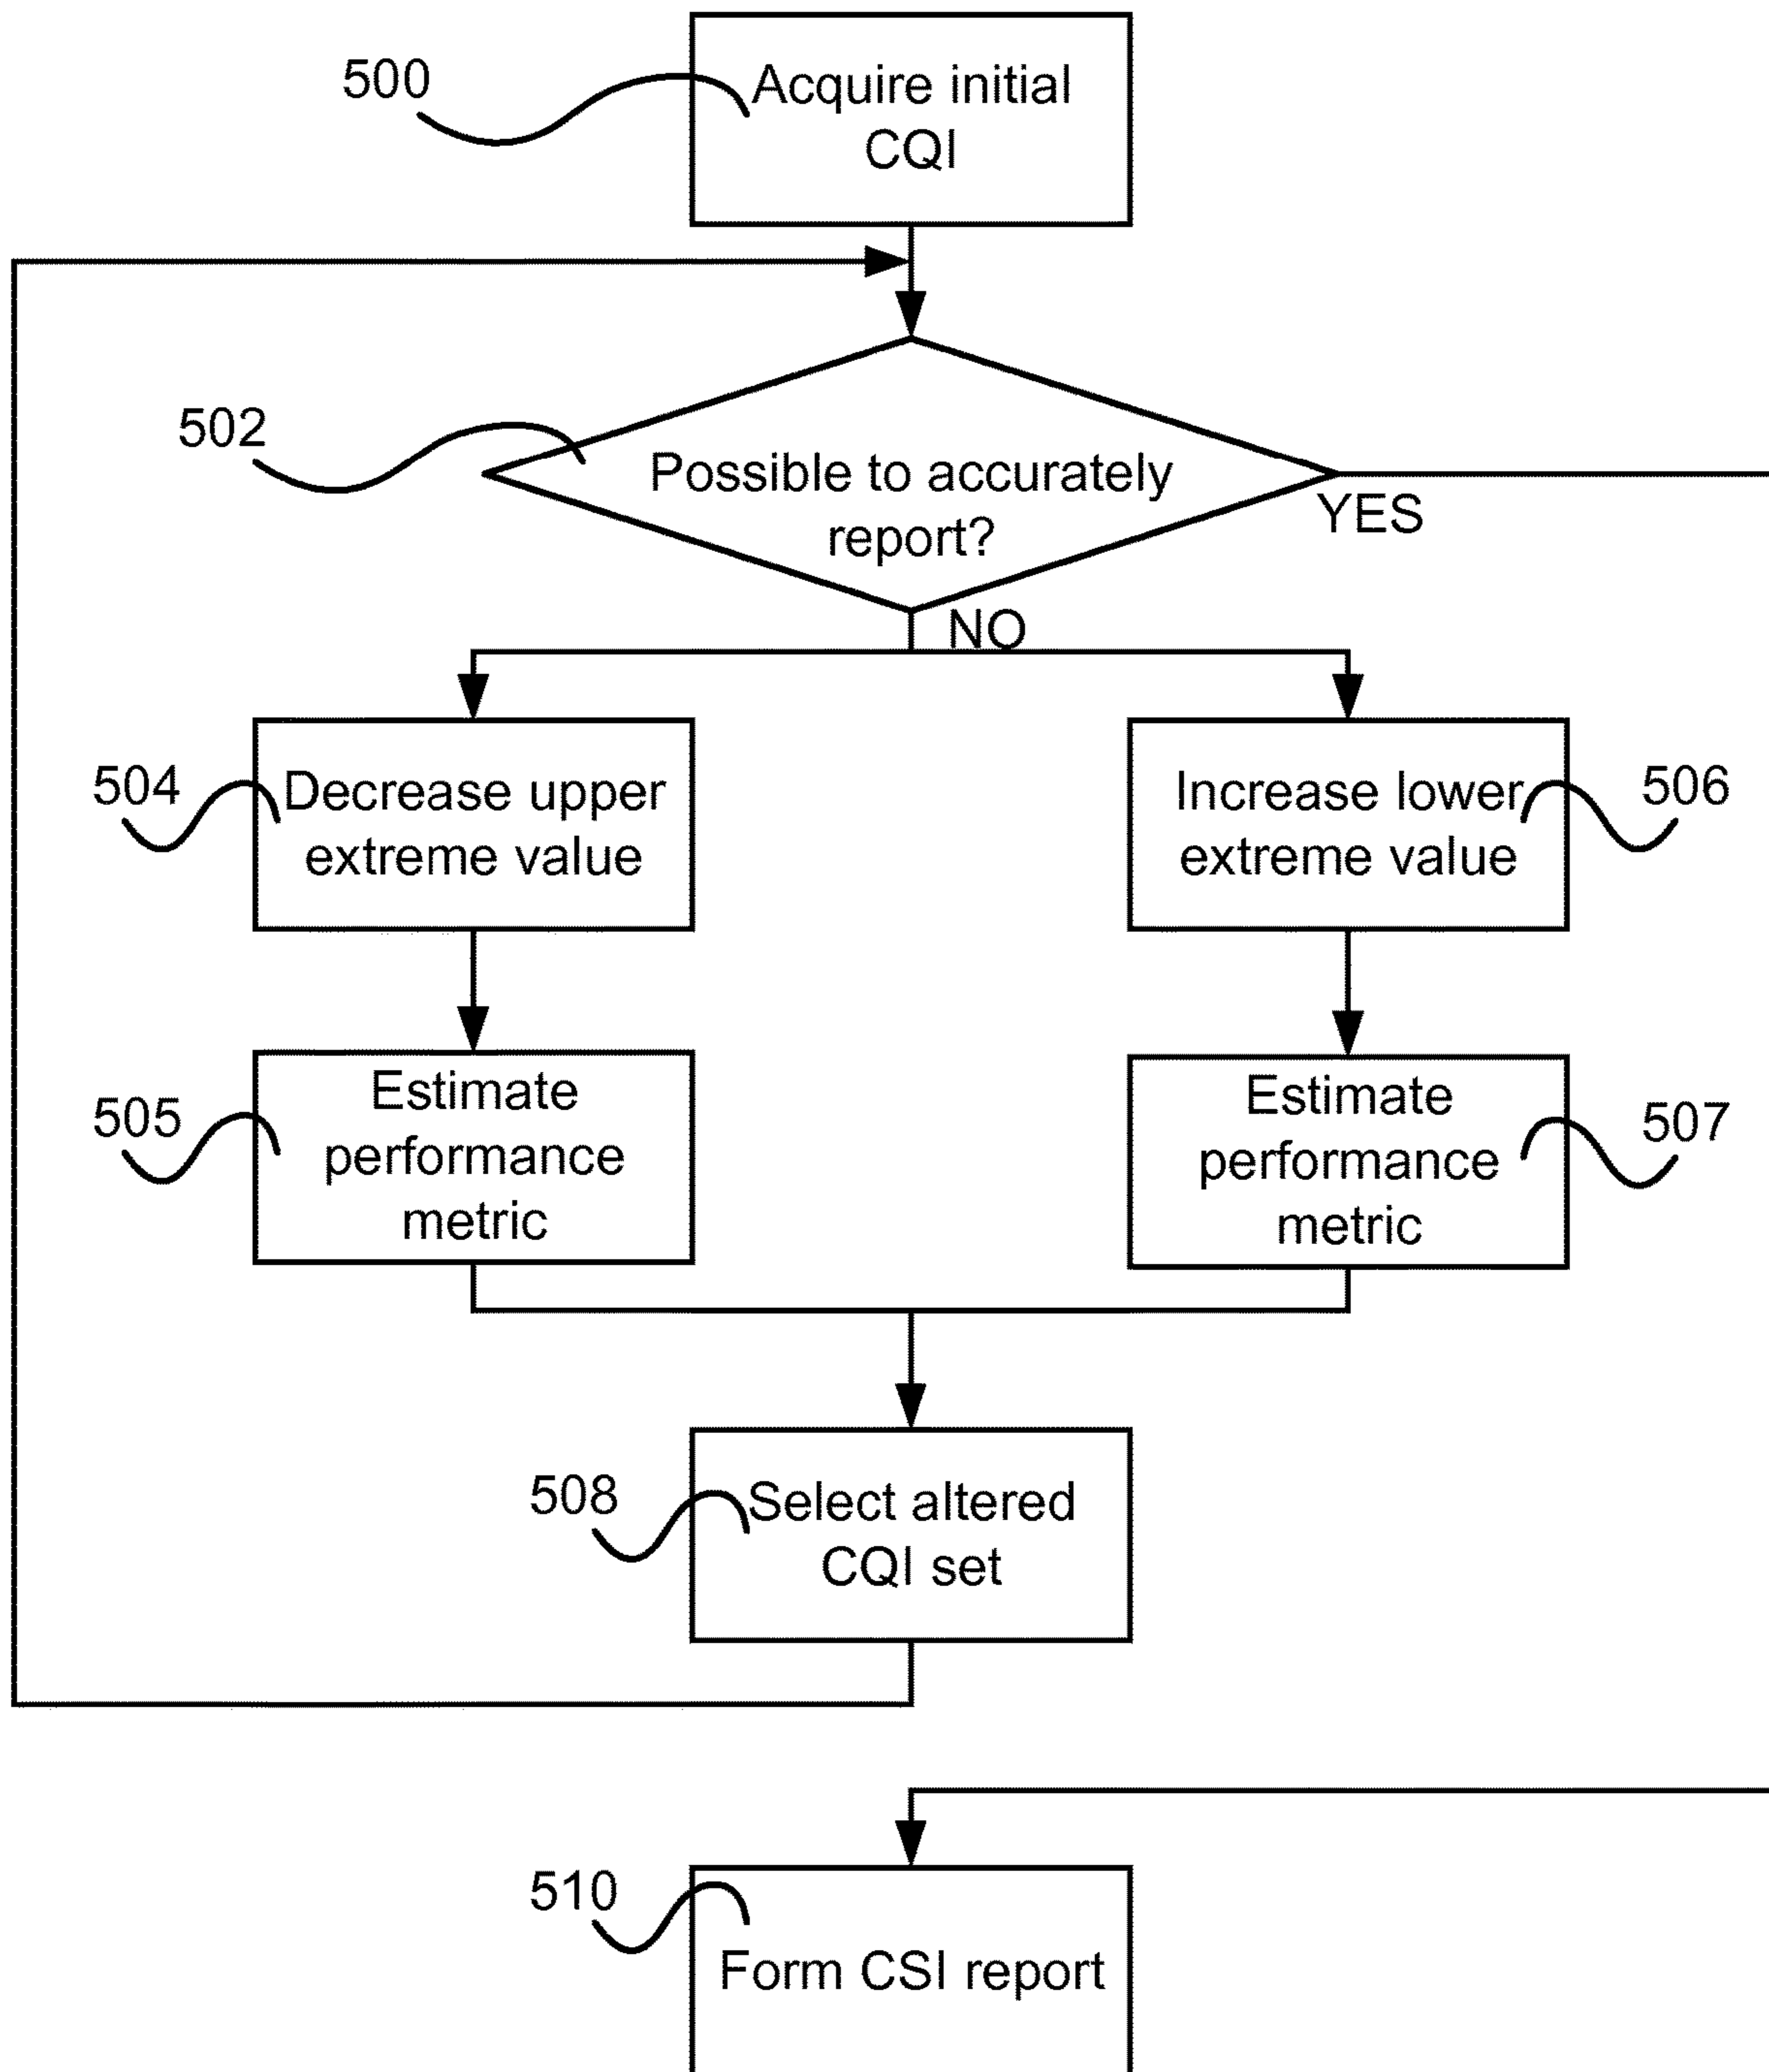 500
Acquire initial
CQI
502
Possible to accurately
report?
YES
NO
504
Decrease upper
extreme value
Increase lower
extreme value
506
505
Estimate
performance
metric
Estimate
performance
metric
507
508
Select altered
CQI set
510
Form CSI report